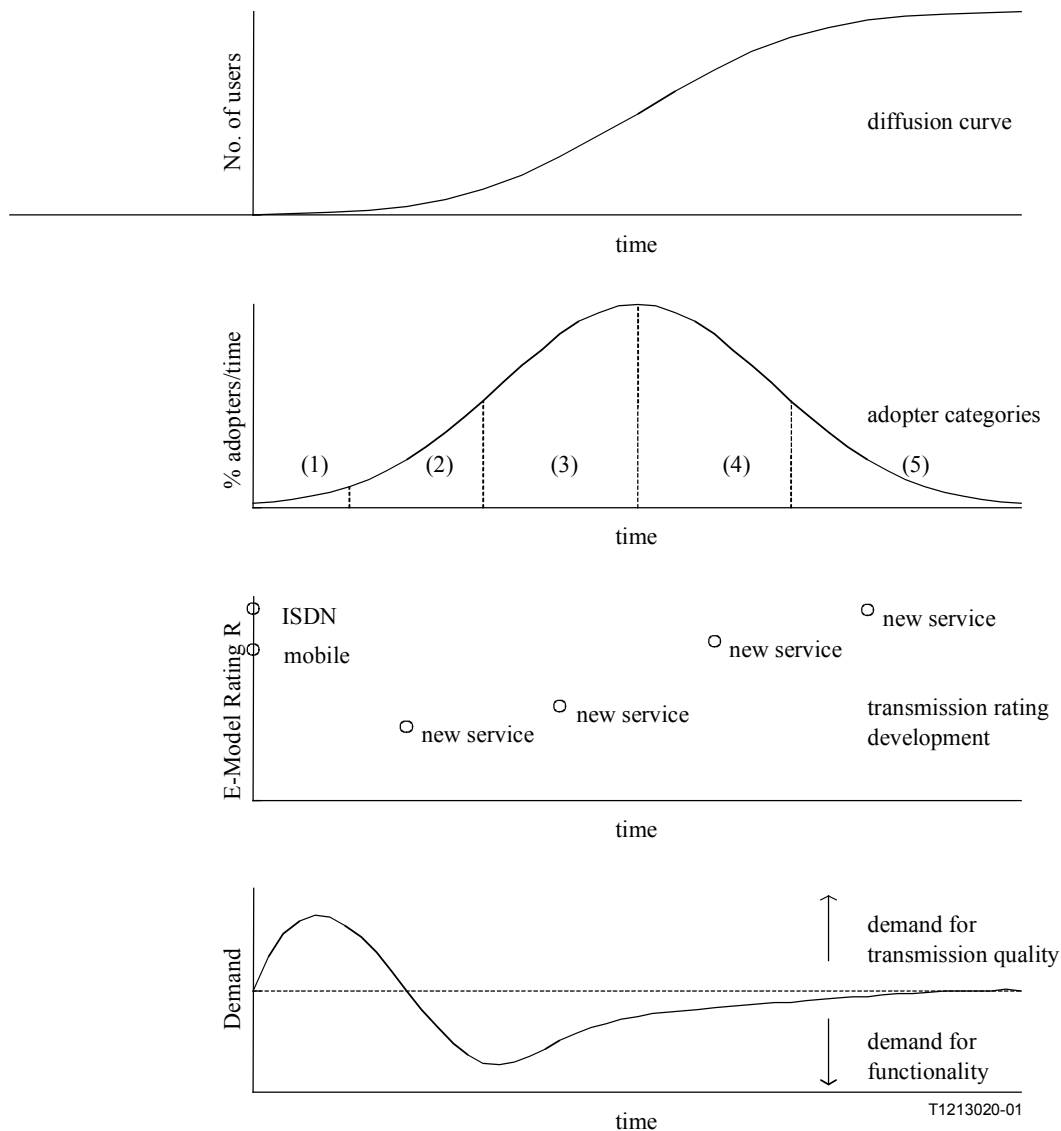 No. of users
diffusion curve
time
% adopters/time
adopter categories
(1)
(2)
(3)
(4)
(5)
time
E-Model Rating R
ISDN
mobile
new service
new service
new service
new service
transmission rating
development
time
Demand
demand for
transmission quality
demand for
functionality
time
T1213020-01